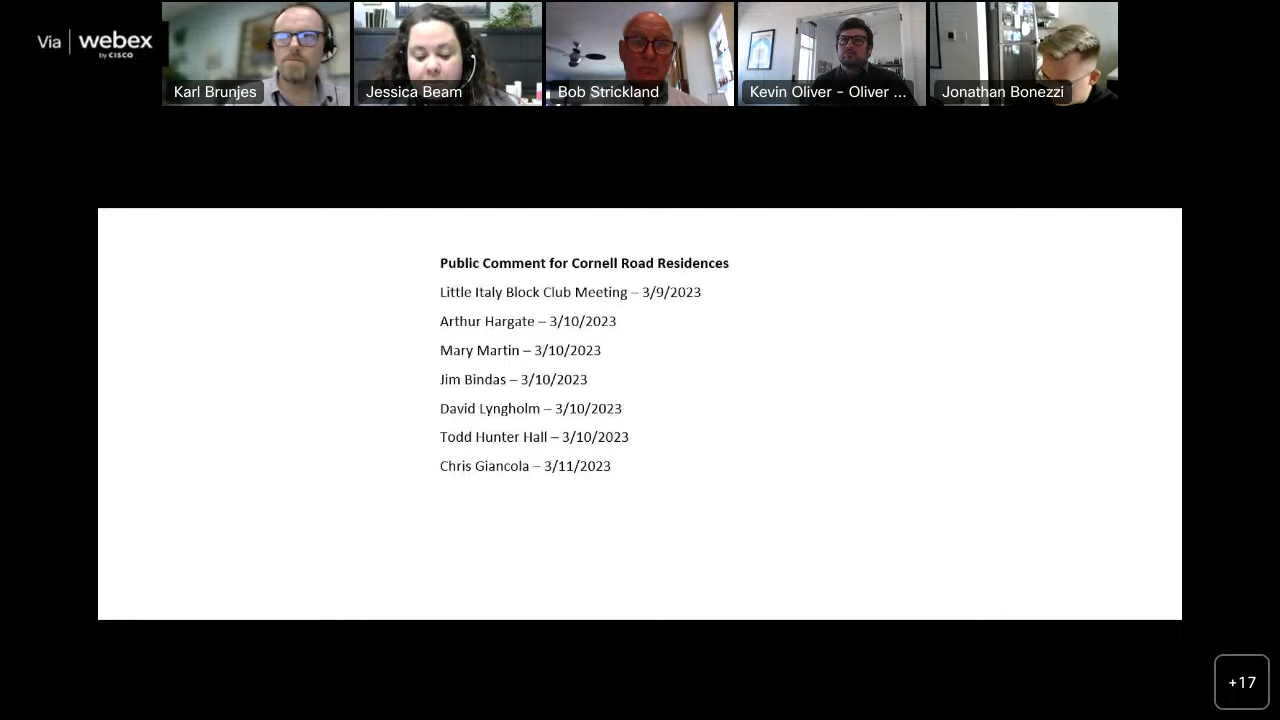 Via | webex
by CISCO
Karl Brunjes
Jessica Beam
Bob Strickland
Kevin Oliver - Oliver ...
Jonathan Bonezzi
Public Comment for Cornell Road Residences
Little Italy Block Club Meeting – 3/9/2023
Arthur Hargate – 3/10/2023
Mary Martin – 3/10/2023
Jim Bindas – 3/10/2023
David Lyngholm – 3/10/2023
Todd Hunter Hall – 3/10/2023
Chris Giancola – 3/11/2023
+17